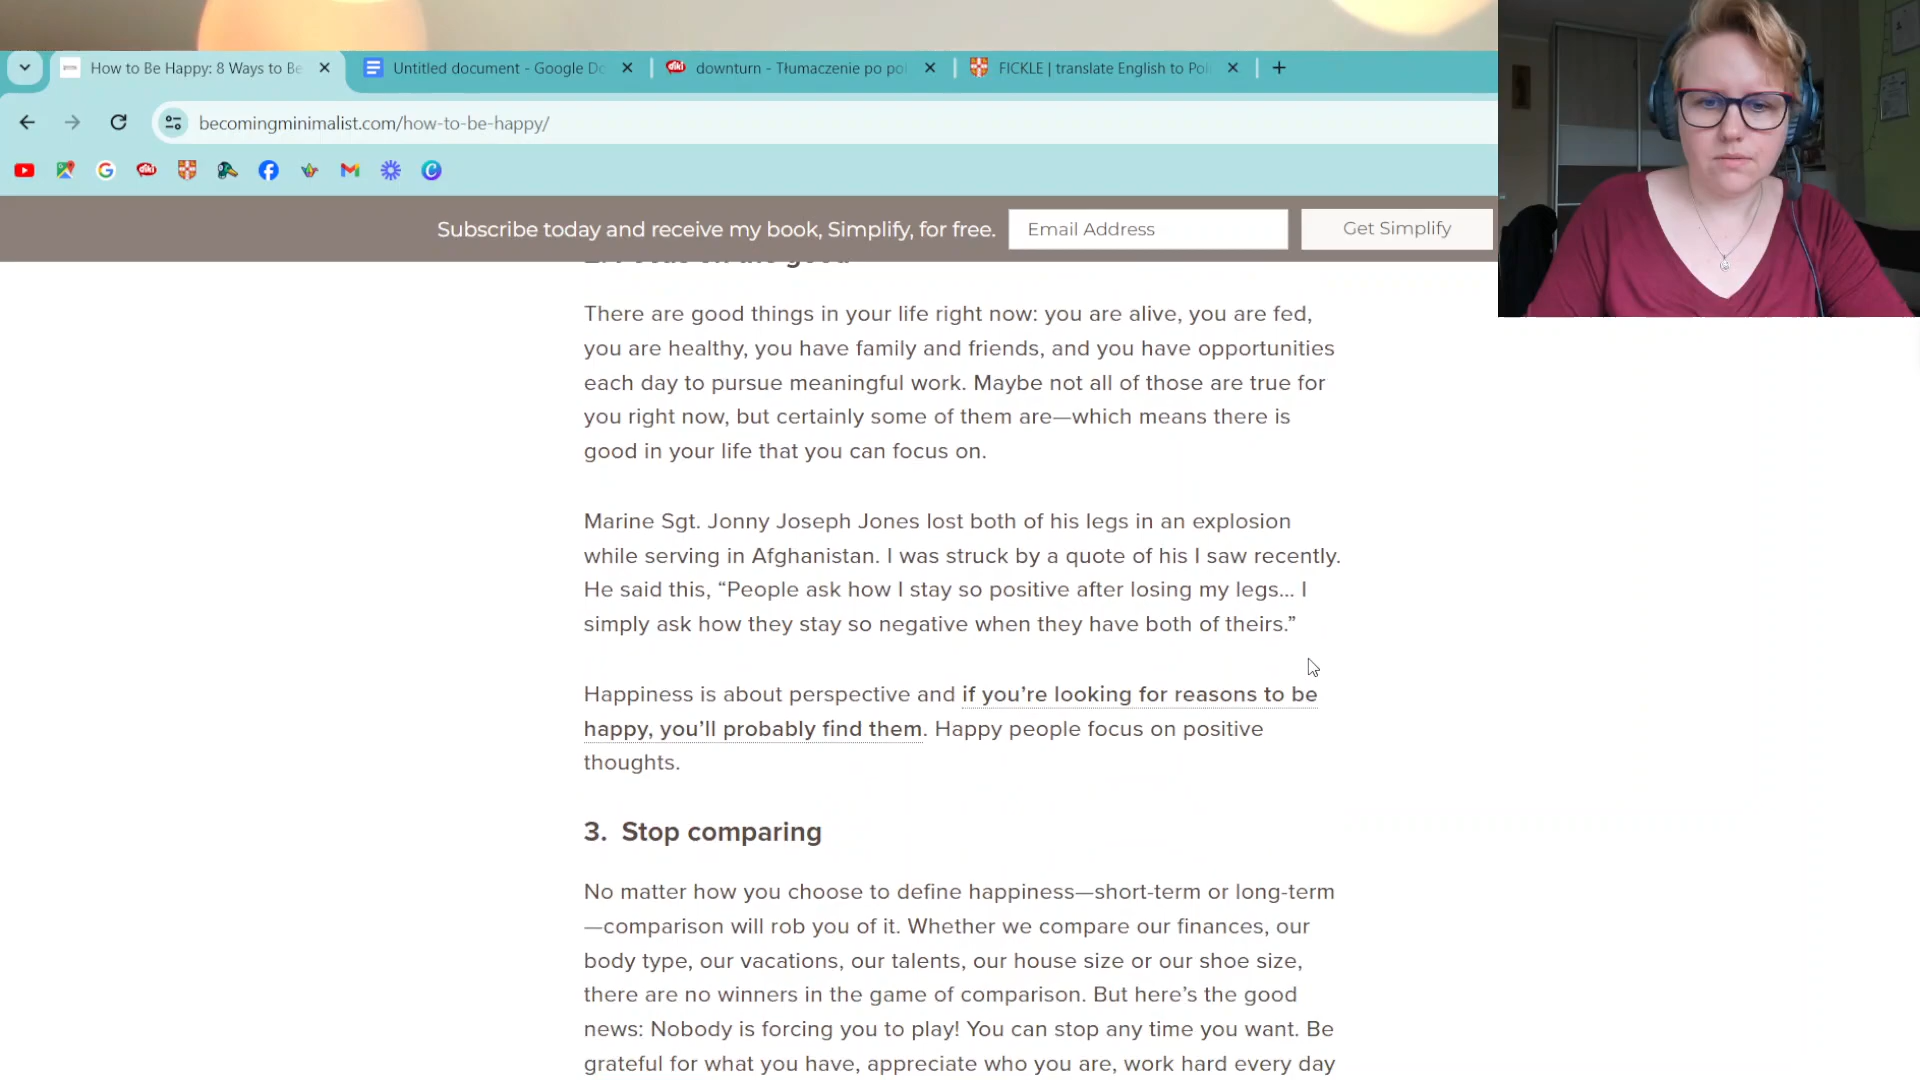 How to Be Happy: 8 Ways to Be
Untitled document - Google Do
downturn - Tłumaczenie po po
FICKLE | translate English to Pol
becomingminimalist.com/how-to-be-happy/
Subscribe today and receive my book, Simplify, for free.
Email Address
Get Simplify
2. Focus on the good
There are good things in your life right now: you are alive, you are fed,
you are healthy, you have family and friends, and you have opportunities
each day to pursue meaningful work. Maybe not all of those are true for
you right now, but certainly some of them are—which means there is
good in your life that you can focus on.
Marine Sgt. Jonny Joseph Jones lost both of his legs in an explosion
while serving in Afghanistan. I was struck by a quote of his I saw recently.
He said this, “People ask how I stay so positive after losing my legs… I
simply ask how they stay so negative when they have both of theirs.”
Happiness is about perspective and if you’re looking for reasons to be
happy, you’ll probably find them. Happy people focus on positive
thoughts.
3. Stop comparing
No matter how you choose to define happiness—short-term or long-term
—comparison will rob you of it. Whether we compare our finances, our
body type, our vacations, our talents, our house size or our shoe size,
there are no winners in the game of comparison. But here’s the good
news: Nobody is forcing you to play! You can stop any time you want. Be
grateful for what you have, appreciate who you are, work hard every day